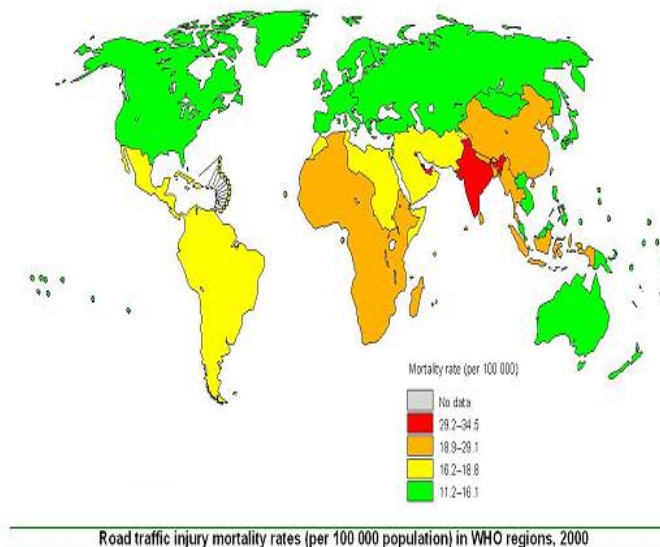 Mortality rate (per 100 000)
No data
29.2–34.5
18.9–29.1
16.2–18.8
11.2–16.1
Road traffic injury mortality rates (per 100 000 population) in WHO regions, 2000